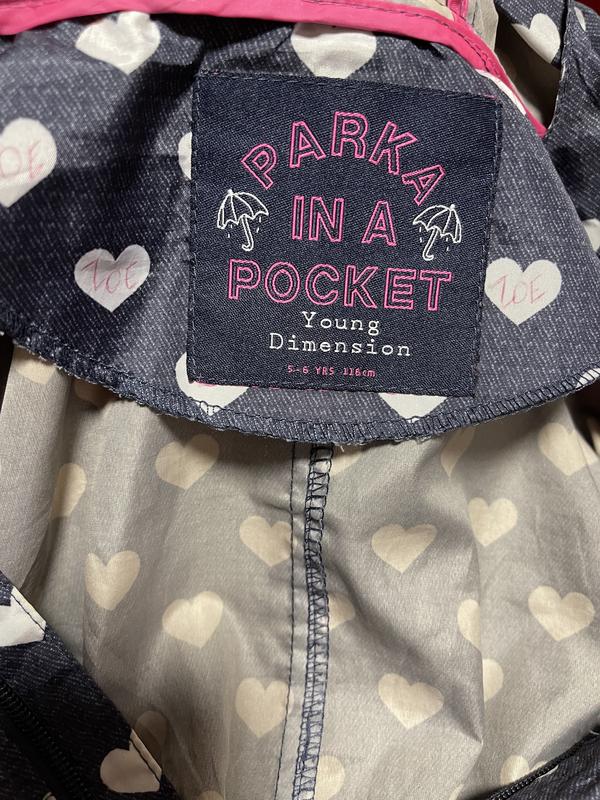 PARKA
IN A
POCKET
Young
Dimension
5-6 YRS 116cm
ZOE
ZOE
ZOE